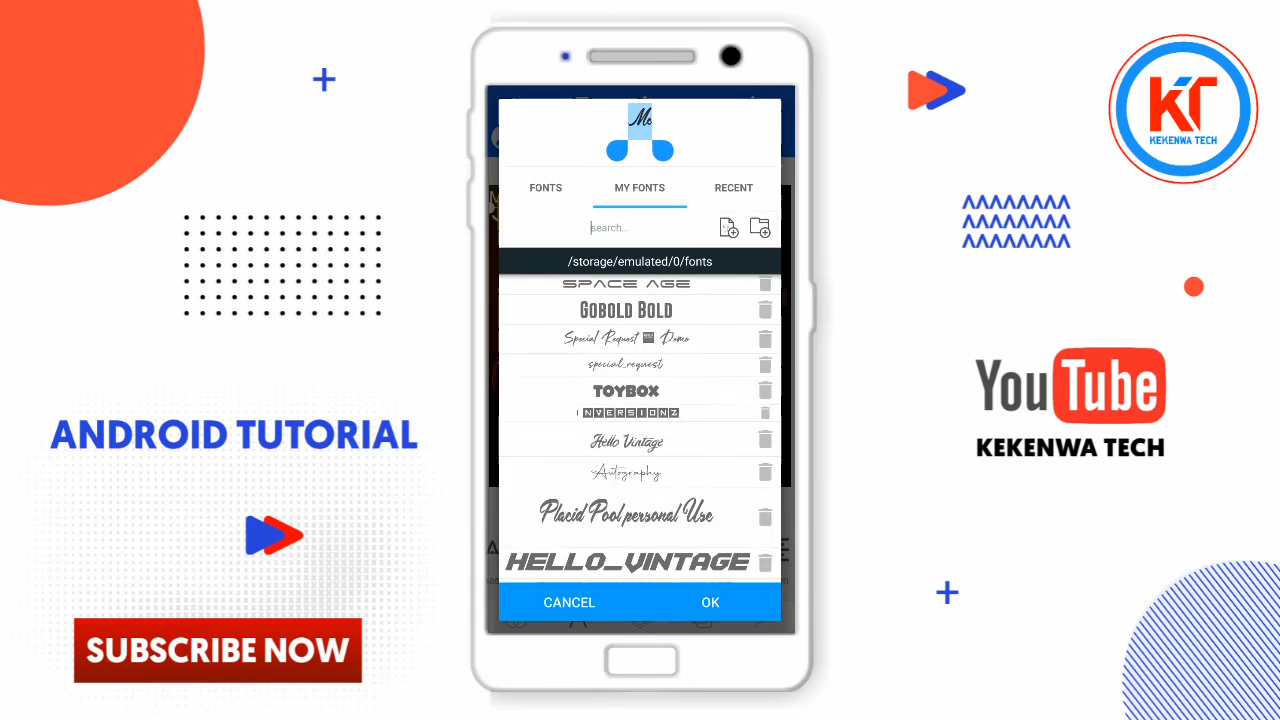 KT
KEKENWA TECH
Mc
FONTS MY FONTS RECENT
search...
/storage/emulated/0/fonts
SPACE AGE
GOBOLD BOLD
Special Request Demo
special_request
TOYBOX
INVERSIONZ
Hello Vintage
Autography
Placid Pool personal Use
HELLO_VINTAGE
CANCEL OK
YouTube
KEKENWA TECH
ANDROID TUTORIAL
SUBSCRIBE NOW